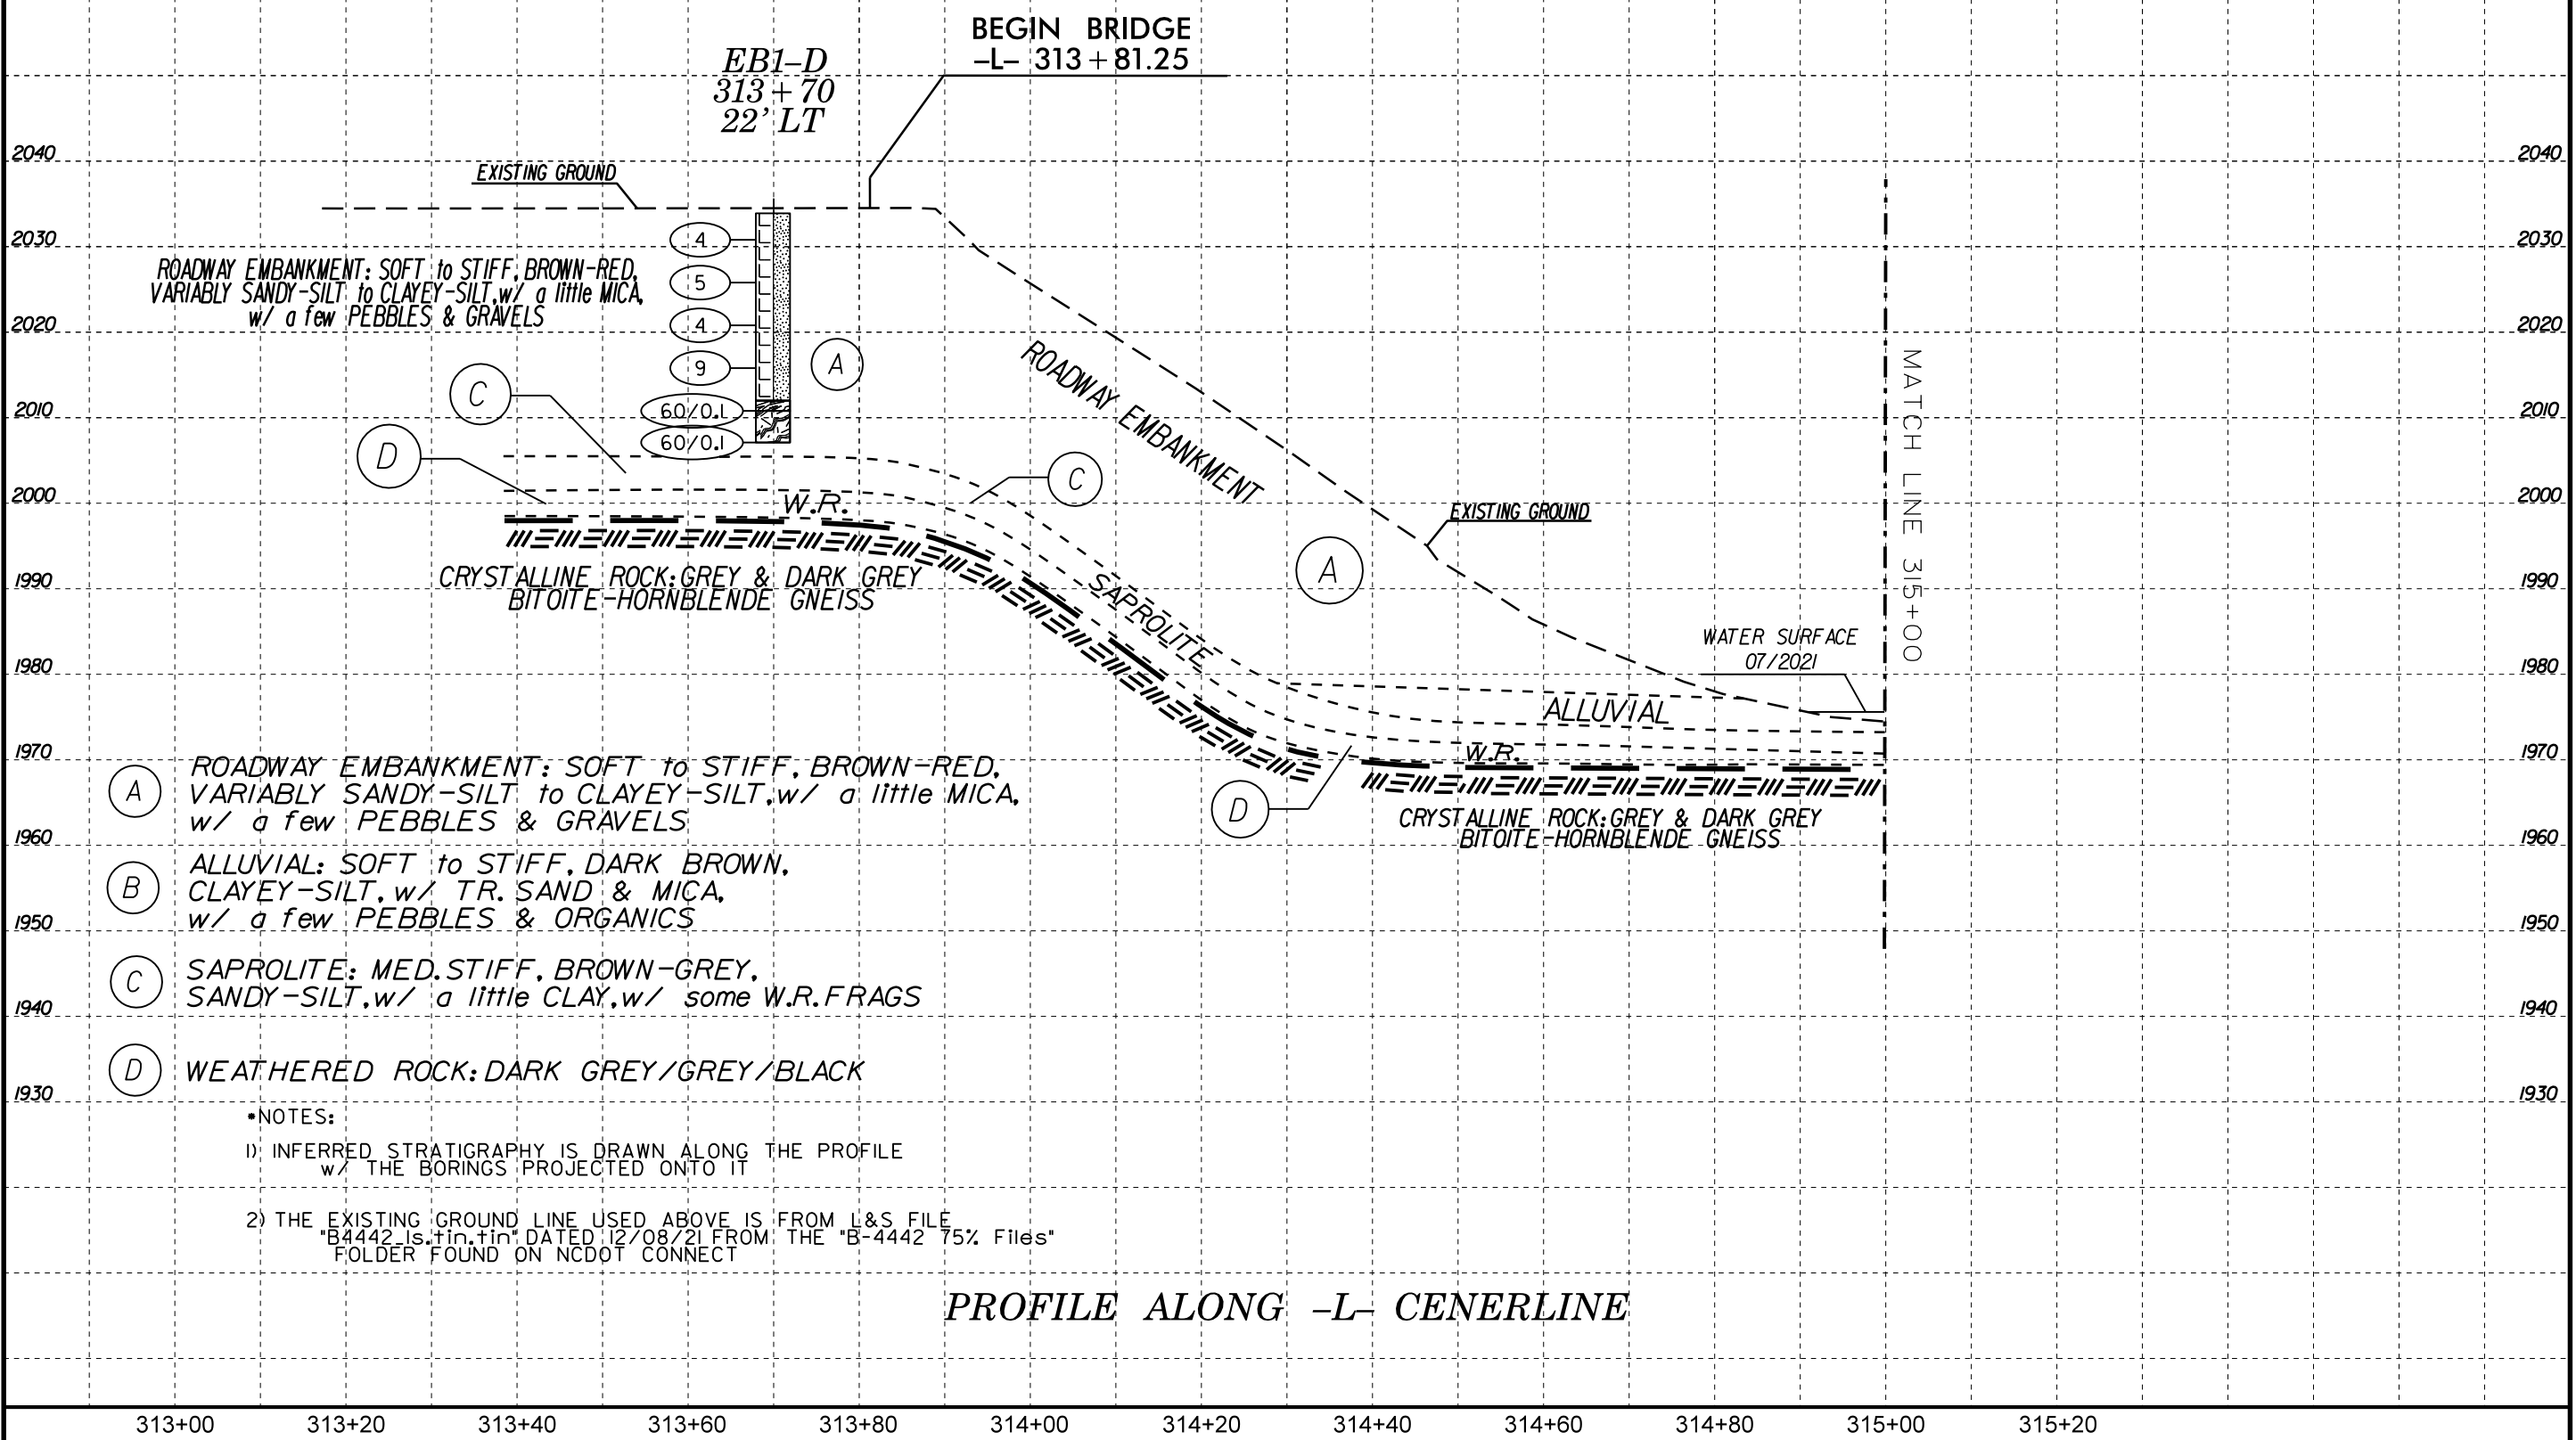 BEGIN BRIDGE
-L- 313+81.25
EB1-D
313+70
22' LT
2040
2040
EXISTING GROUND
2030
2030
4
ROADWAY EMBANKMENT: SOFT to STIFF, BROWN-RED,
VARIABLY SANDY-SILT to CLAYEY-SILT, w/ a little MICA,
w/ a few PEBBLES & GRAVELS
5
4
2020
2020
9
A
C
ROADWAY EMBANKMENT
MATCH LINE 315+00
60/0.1
2010
2010
60/0.1
D
C
2000
2000
W.R.
EXISTING GROUND
CRYSTALLINE ROCK: GREY & DARK GREY
BITOITE-HORNBLENDE GNEISS
1990
1990
A
SAPROLITE
WATER SURFACE
07/2021
1980
1980
ALLUVIAL
1970
1970
W.R.
D
CRYSTALLINE ROCK: GREY & DARK GREY
BITOITE-HORNBLENDE GNEISS
A
ROADWAY EMBANKMENT: SOFT to STIFF, BROWN-RED,
VARIABLY SANDY-SILT to CLAYEY-SILT, w/ a little MICA,
w/ a few PEBBLES & GRAVELS
1960
1960
B
ALLUVIAL: SOFT to STIFF, DARK BROWN,
CLAYEY-SILT, w/ TR. SAND & MICA,
w/ a few PEBBLES & ORGANICS
1950
1950
C
SAPROLITE: MED. STIFF, BROWN-GREY,
SANDY-SILT, w/ a little CLAY, w/ some W.R. FRAGS
1940
1940
D
WEATHERED ROCK: DARK GREY/GREY/BLACK
1930
1930
*NOTES:
1) INFERRED STRATIGRAPHY IS DRAWN ALONG THE PROFILE
w/ THE BORINGS PROJECTED ONTO IT
2) THE EXISTING GROUND LINE USED ABOVE IS FROM L&S FILE
"B4442_ls.tin.tin" DATED 12/08/21 FROM THE "B-4442 75% Files"
FOLDER FOUND ON NCDOT CONNECT
PROFILE ALONG -L- CENERLINE
313+00
313+20
313+40
313+60
313+80
314+00
314+20
314+40
314+60
314+80
315+00
315+20